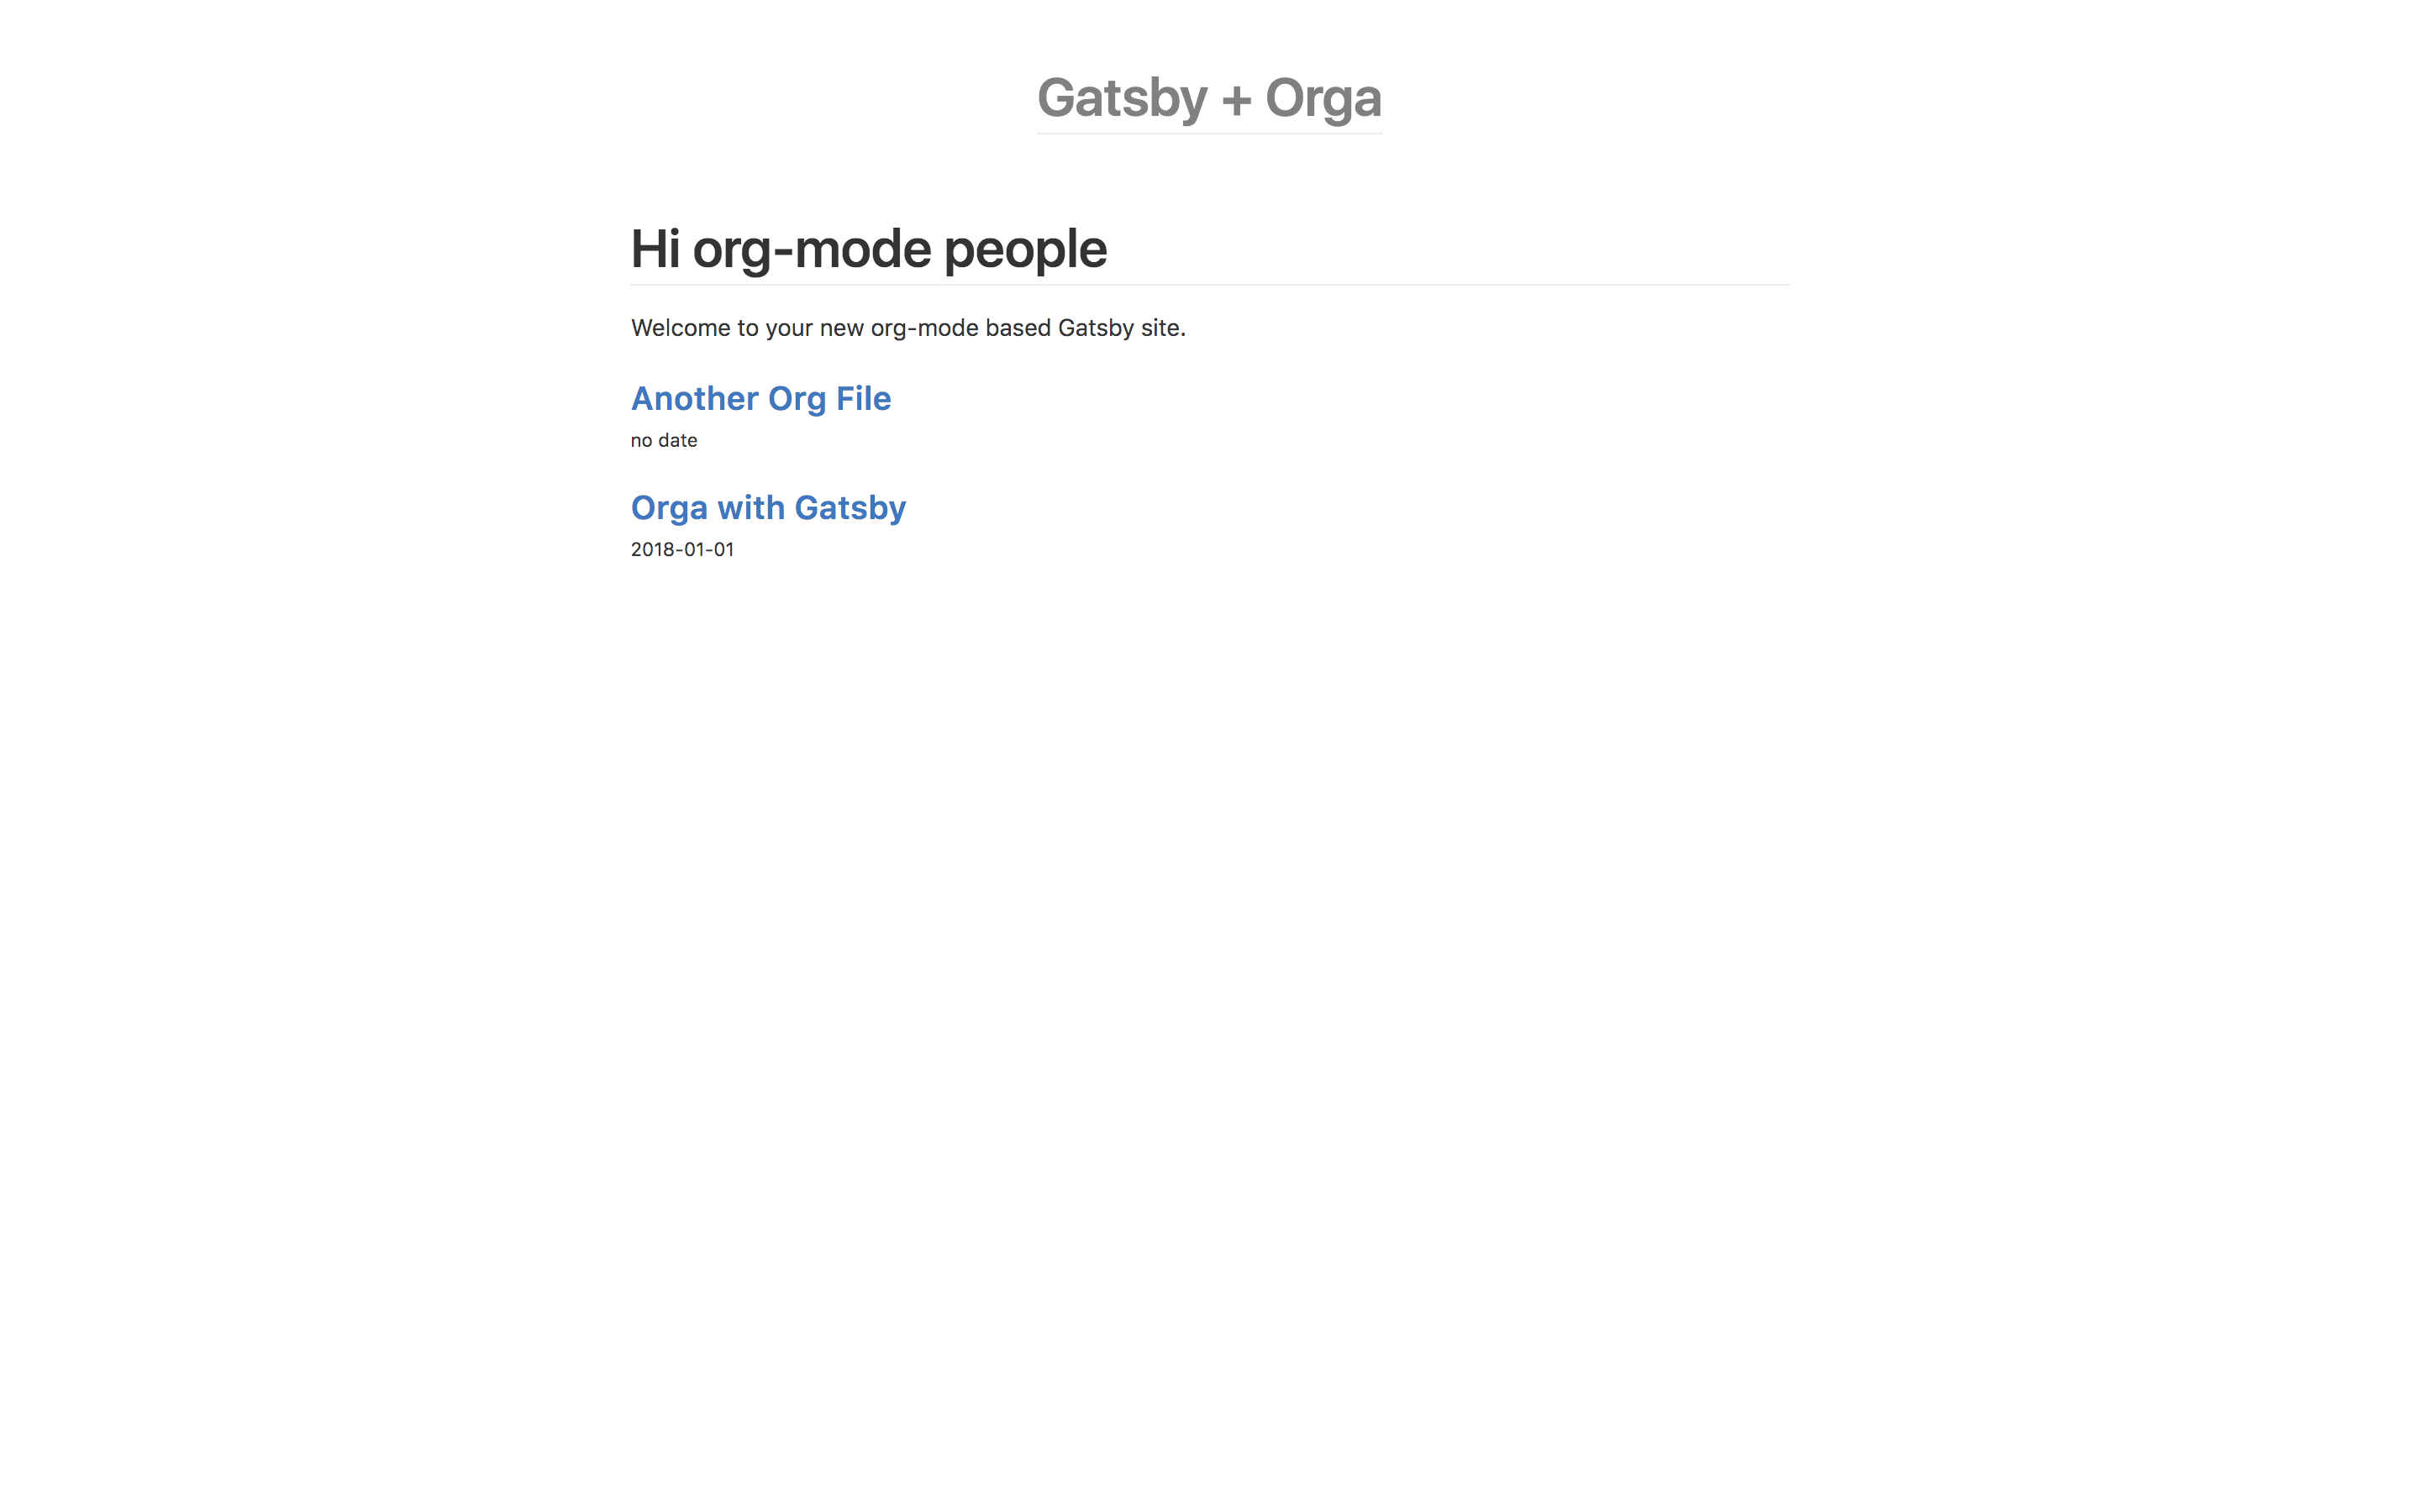 Gatsby + Orga
Hi org-mode people
Welcome to your new org-mode based Gatsby site.
Another Org File
no date
Orga with Gatsby
2018-01-01